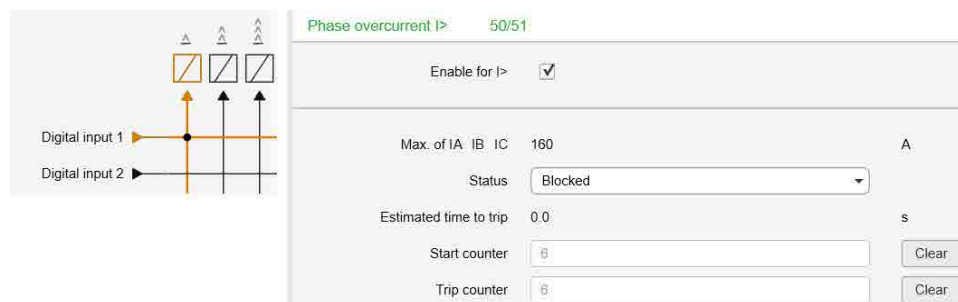 Phase overcurrent I> 50/51
Enable for I>
> >> >>>
Digital input 1
Digital input 2
Max. of IA IB IC 160 A
Status Blocked
Estimated time to trip 0.0 s
Start counter 6 Clear
Trip counter 6 Clear